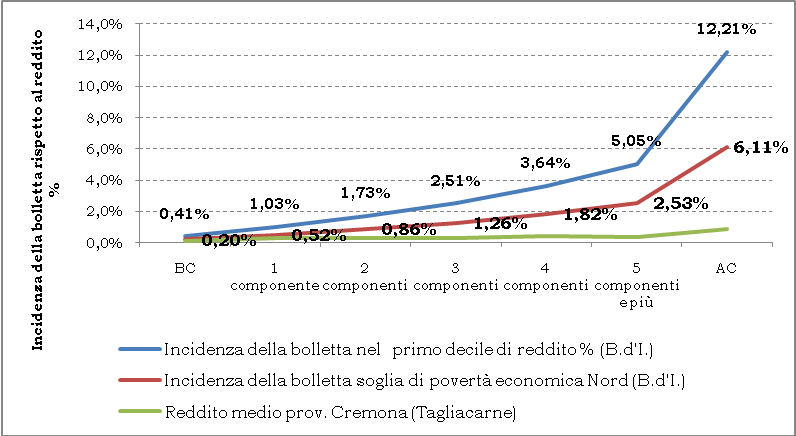 Incidenza della bolletta rispetto al reddito
%
14,0%
12,0%
10,0%
8,0%
6,0%
4,0%
2,0%
0,0%
0,41%
1,03%
1,73%
2,51%
3,64%
5,05%
12,21%
0,20%
0,52%
0,86%
1,26%
1,82%
2,53%
6,11%
BC
1
componente
2
componenti
3
componenti
4
componenti
5
componenti
e più
AC
Incidenza della bolletta nel primo decile di reddito % (B.d'I.)
Incidenza della bolletta soglia di povertà economica Nord (B.d'I.)
Reddito medio prov. Cremona (Tagliacarne)